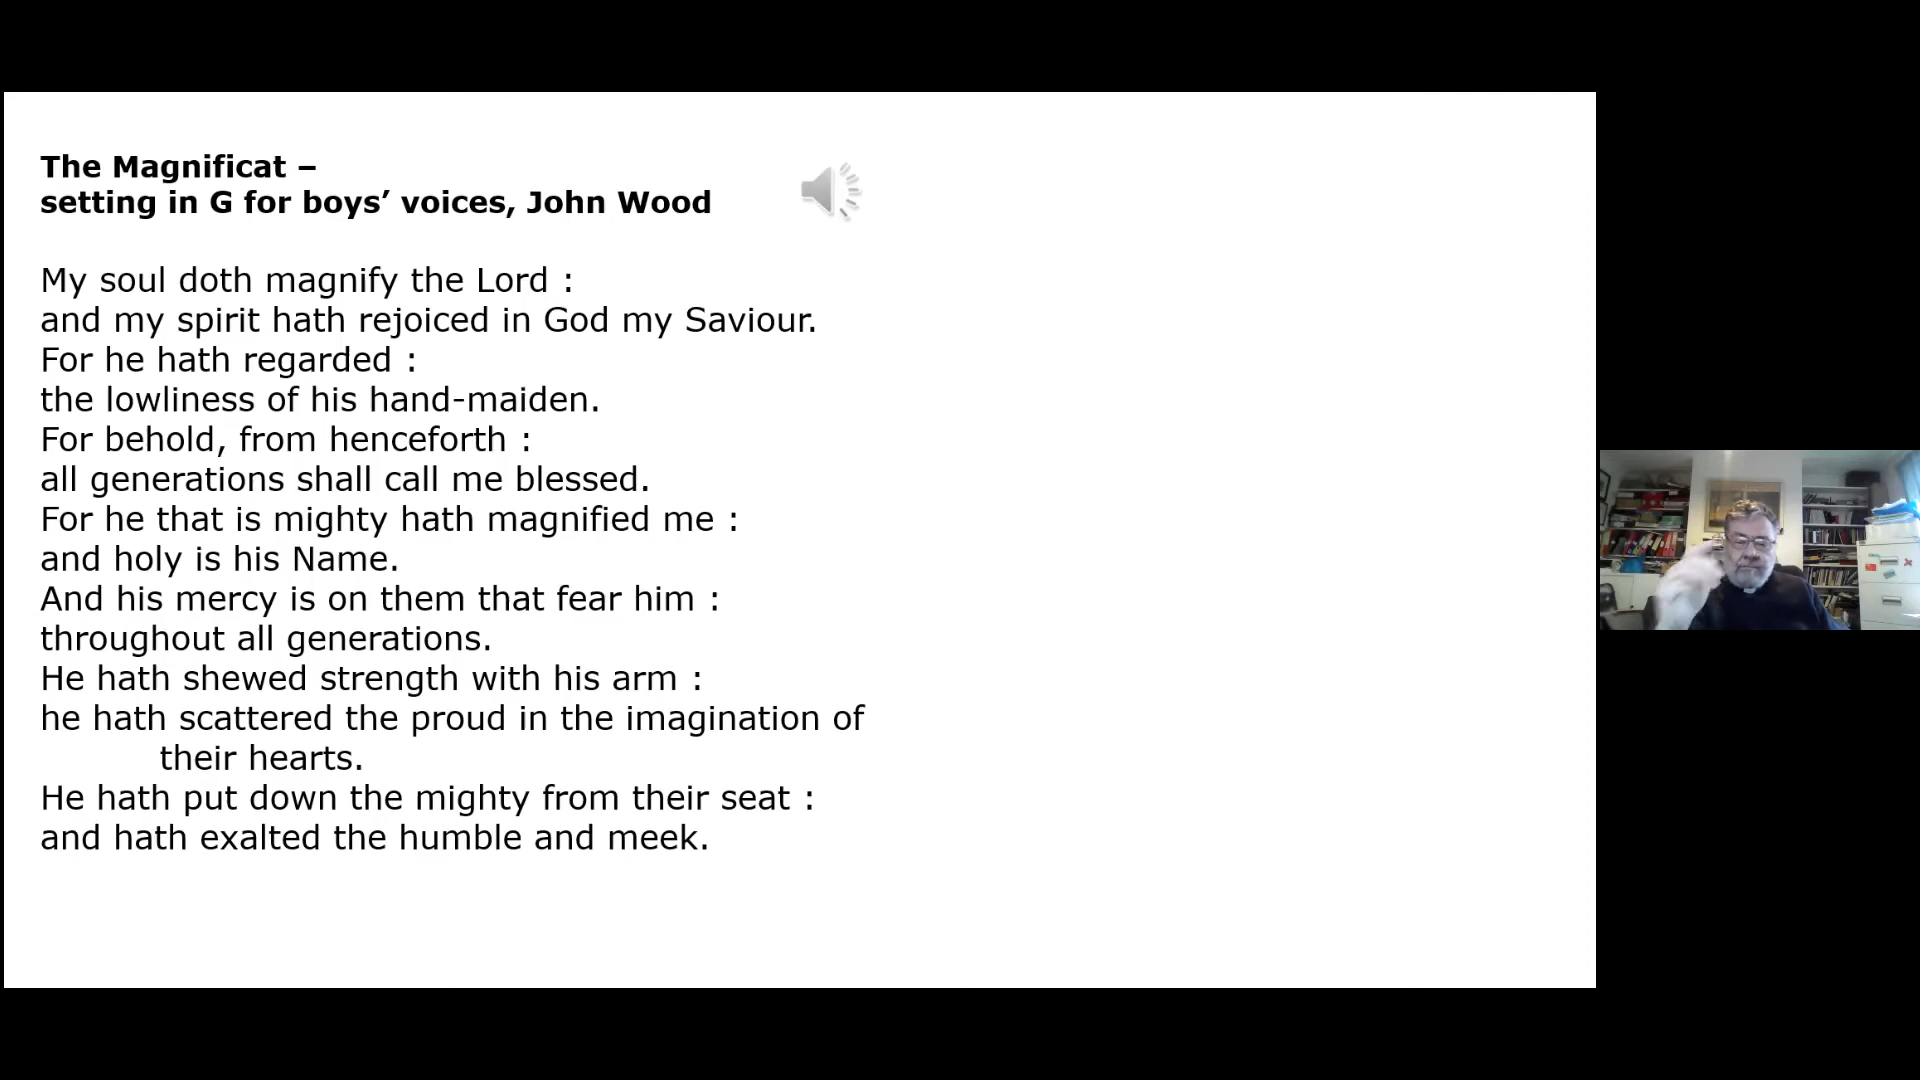 The Magnificat –
setting in G for boys’ voices, John Wood
My soul doth magnify the Lord :
and my spirit hath rejoiced in God my Saviour.
For he hath regarded :
the lowliness of his hand-maiden.
For behold, from henceforth :
all generations shall call me blessed.
For he that is mighty hath magnified me :
and holy is his Name.
And his mercy is on them that fear him :
throughout all generations.
He hath shewed strength with his arm :
he hath scattered the proud in the imagination of
their hearts.
He hath put down the mighty from their seat :
and hath exalted the humble and meek.